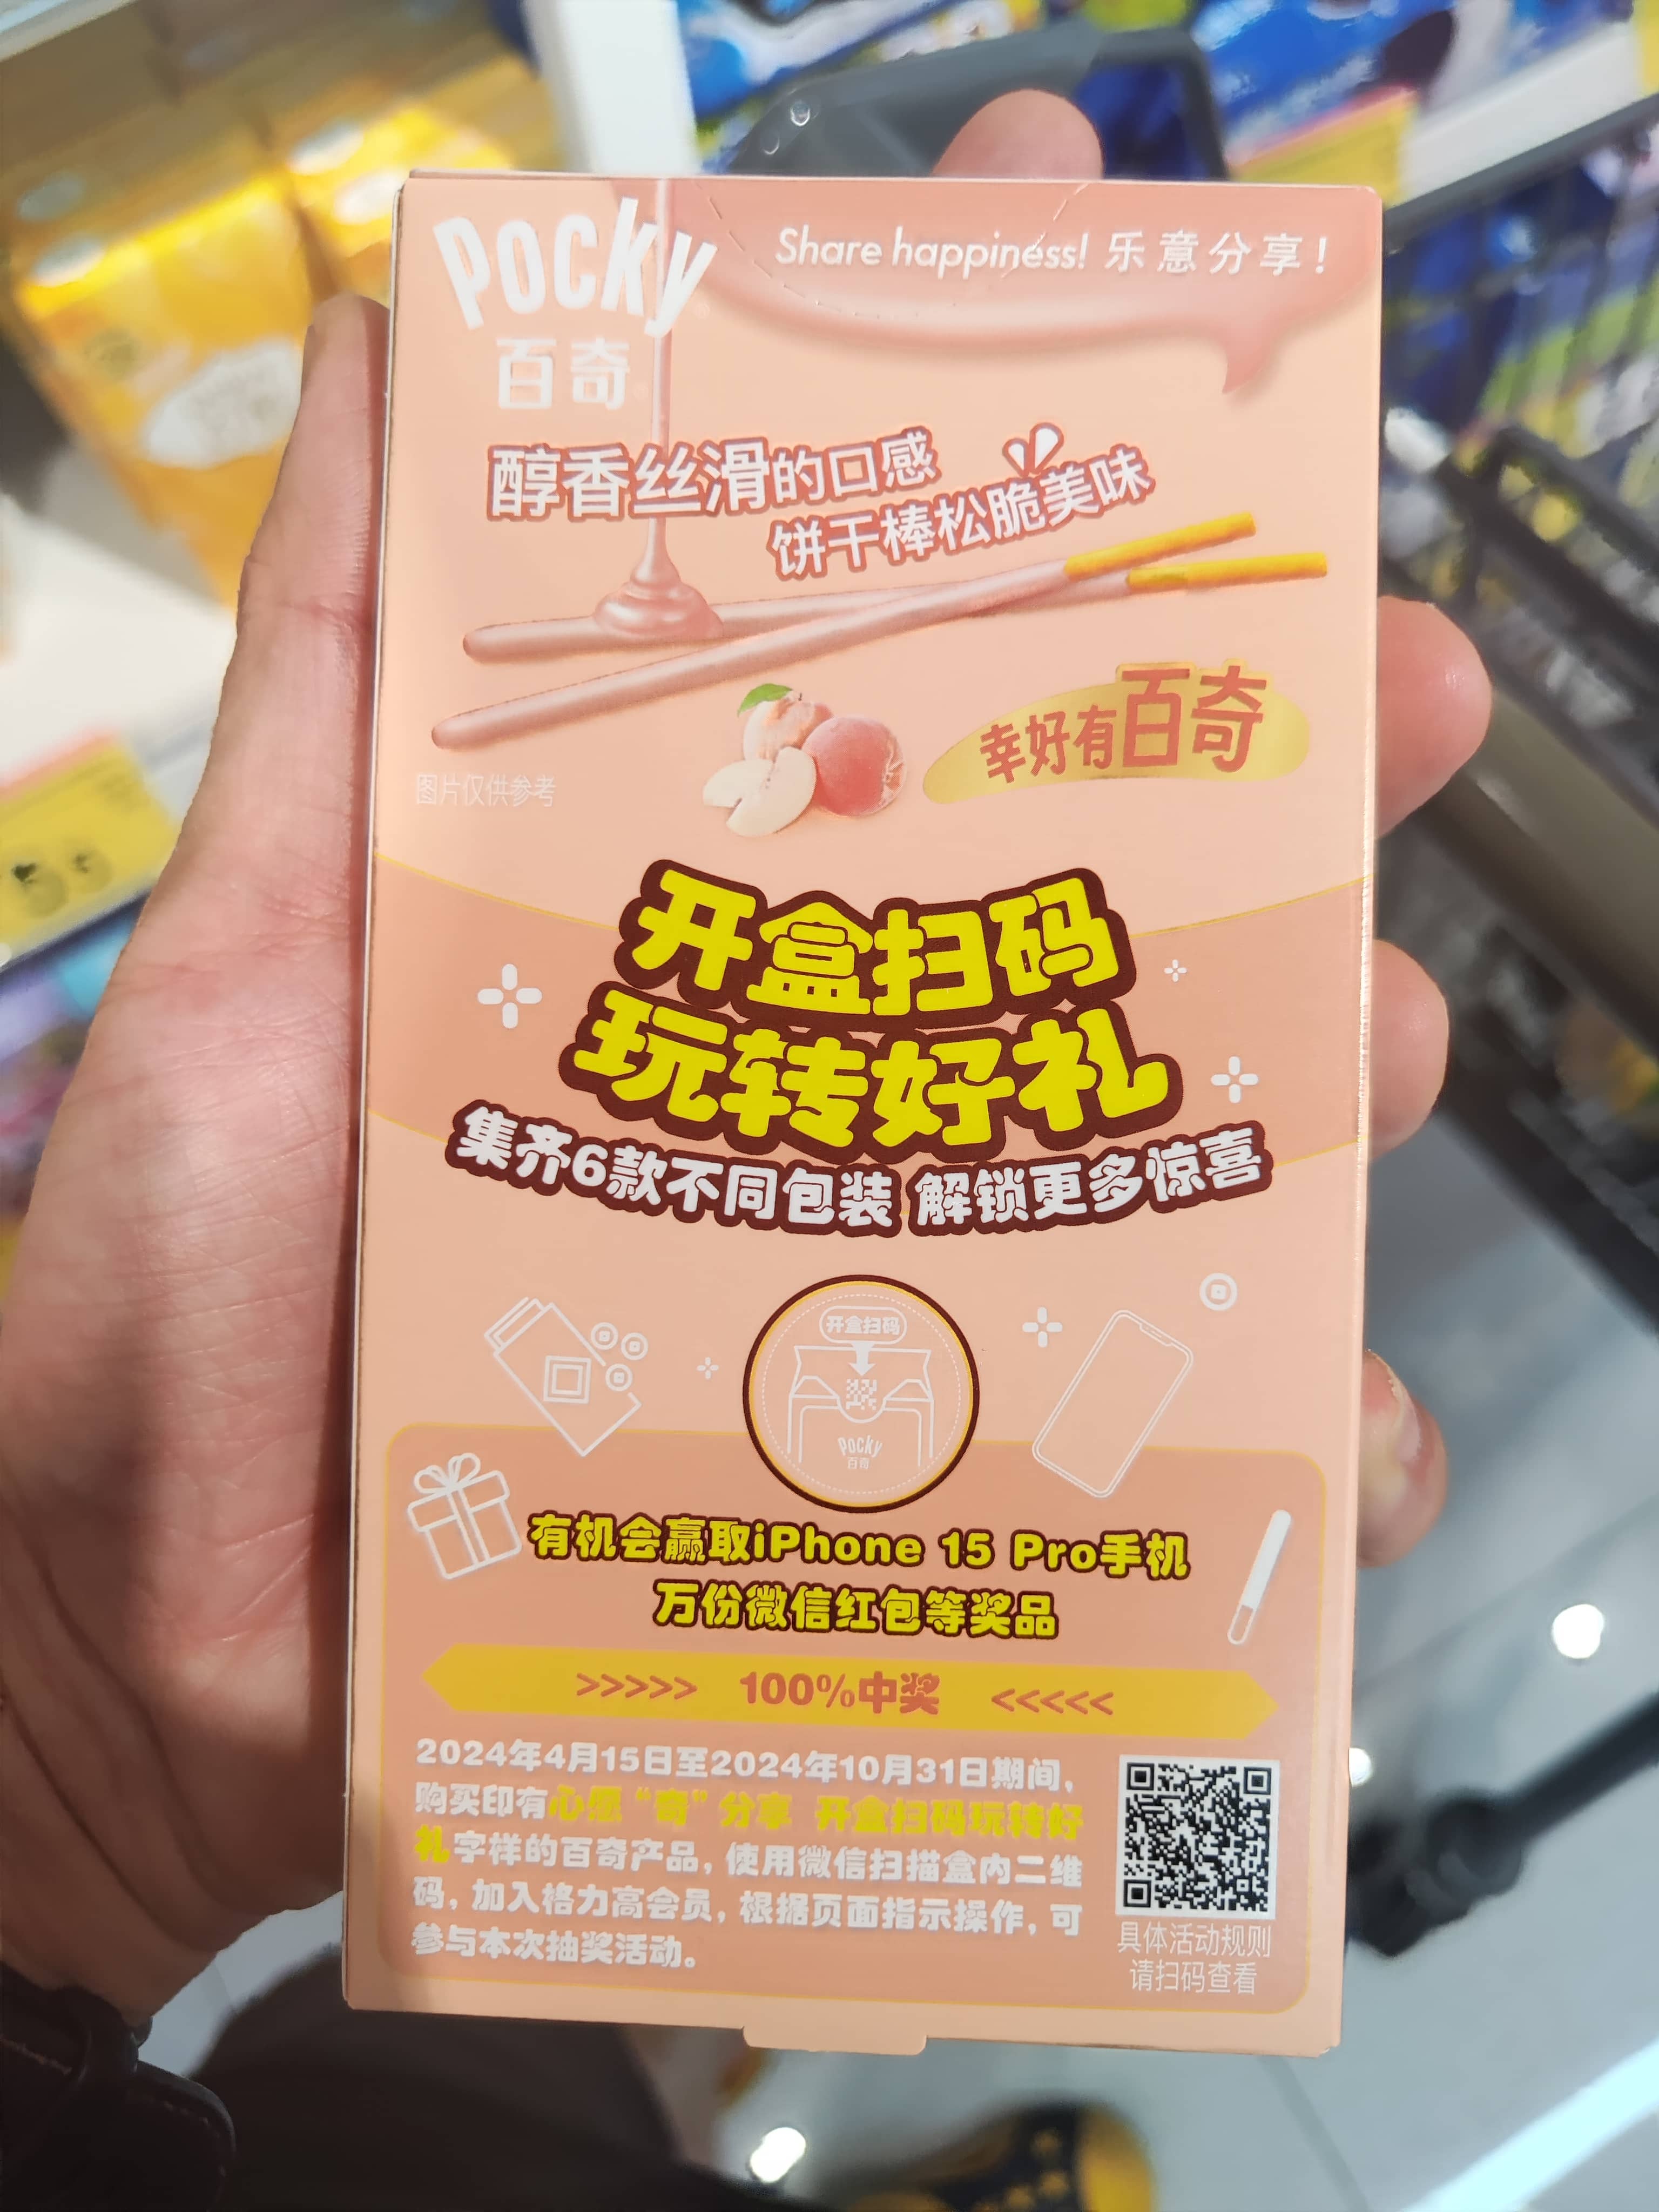 Pocky
百奇
Share happiness! 乐意分享!
醇香丝滑的口感
饼干棒松脆美味
幸好有百奇
图片仅供参考
开盒扫码
玩转好礼
集齐6款不同包装 解锁更多惊喜
开盒扫码
Pocky
百奇
有机会赢取iPhone 15 Pro手机
万份微信红包等奖品
>>>>> 100%中奖 <<<<<
2024年4月15日至2024年10月31日期间,
购买印有心愿“奇”分享 开盒扫码玩转好
礼字样的百奇产品, 使用微信扫描盒内二维
码, 加入格力高会员, 根据页面指示操作, 可
参与本次抽奖活动。
具体活动规则
请扫码查看